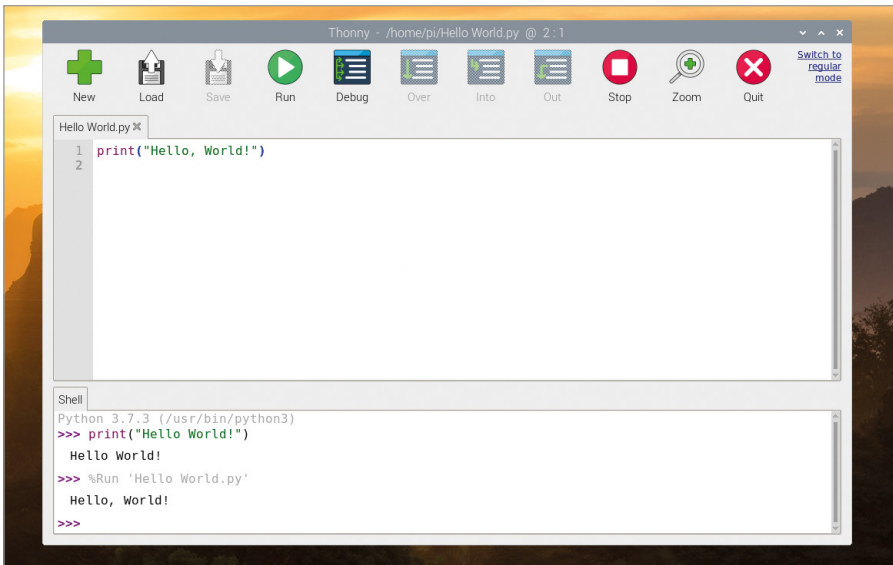 Thonny - /home/pi/Hello World.py @ 2:1
Switch to
regular
mode
New Load Save Run Debug Over Into Out Stop Zoom Quit
Hello World.py
1 print("Hello, World!")
2
Shell
Python 3.7.3 (/usr/bin/python3)
>>> print("Hello World!")
Hello World!
>>> %Run 'Hello World.py'
Hello, World!
>>>